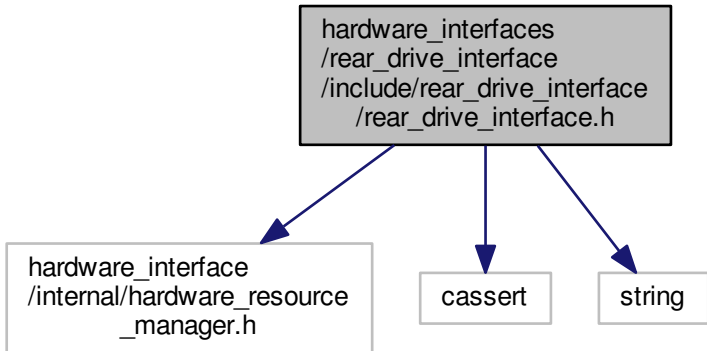 hardware_interfaces
/rear_drive_interface
/include/rear_drive_interface
/rear_drive_interface.h
hardware_interface
/internal/hardware_resource
_manager.h
cassert
string